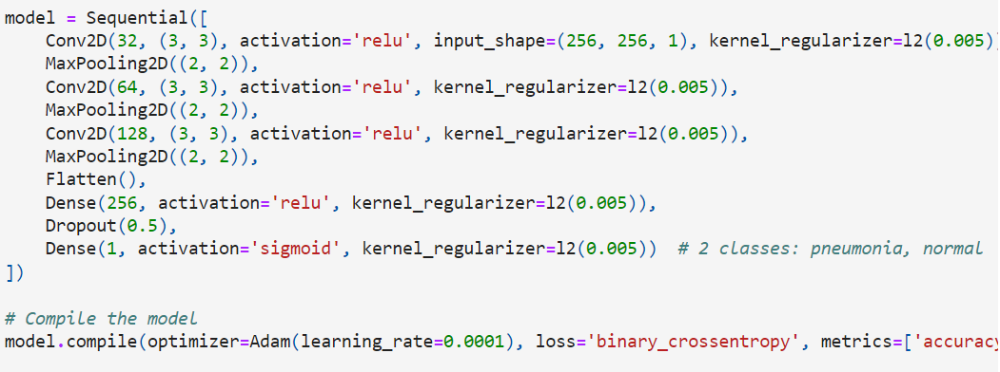 model = Sequential([
    Conv2D(32, (3, 3), activation='relu', input_shape=(256, 256, 1), kernel_regularizer=l2(0.005))
    MaxPooling2D((2, 2)),
    Conv2D(64, (3, 3), activation='relu', kernel_regularizer=l2(0.005)),
    MaxPooling2D((2, 2)),
    Conv2D(128, (3, 3), activation='relu', kernel_regularizer=l2(0.005)),
    MaxPooling2D((2, 2)),
    Flatten(),
    Dense(256, activation='relu', kernel_regularizer=l2(0.005)),
    Dropout(0.5),
    Dense(1, activation='sigmoid', kernel_regularizer=l2(0.005))  # 2 classes: pneumonia, normal
])
# Compile the model
model.compile(optimizer=Adam(learning_rate=0.0001), loss='binary_crossentropy', metrics=['accuracy